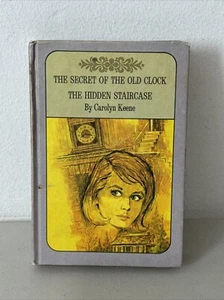 THE SECRET OF THE OLD CLOCK
THE HIDDEN STAIRCASE
By Carolyn Keene